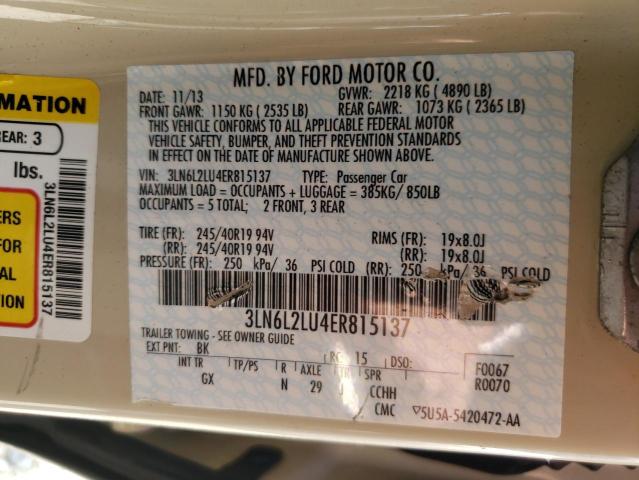 MFD. BY FORD MOTOR CO.
DATE: 11/13 GVWR: 2218 KG ( 4890 LB)
FRONT GAWR: 1150 KG ( 2535 LB) REAR GAWR: 1073 KG ( 2365 LB)
THIS VEHICLE CONFORMS TO ALL APPLICABLE FEDERAL MOTOR
VEHICLE SAFETY, BUMPER, AND THEFT PREVENTION STANDARDS
IN EFFECT ON THE DATE OF MANUFACTURE SHOWN ABOVE.
VIN: 3LN6L2LU4ER815137 TYPE: Passenger Car
MAXIMUM LOAD = OCCUPANTS + LUGGAGE = 385KG/ 850LB
OCCUPANTS = 5 TOTAL; 2 FRONT, 3 REAR
TIRE (FR): 245/40R19 94V RIMS (FR): 19x8.0J
(RR): 245/40R19 94V (RR): 19x8.0J
PRESSURE (FR): 250 kPa/ 36 PSI COLD (RR): 250 kPa/ 36 PSI COLD
3LN6L2LU4ER815137
TRAILER TOWING - SEE OWNER GUIDE
EXT PNT: BK 15 DSO: F0067
INT TR TP/PS R AXLE TR SPR R0070
GX N 29 CCHH
CMC 5U5A-5420472-AA
MATION
REAR: 3
lbs.
3LN6L2LU4ER815137
ERS
FOR
AL
ON